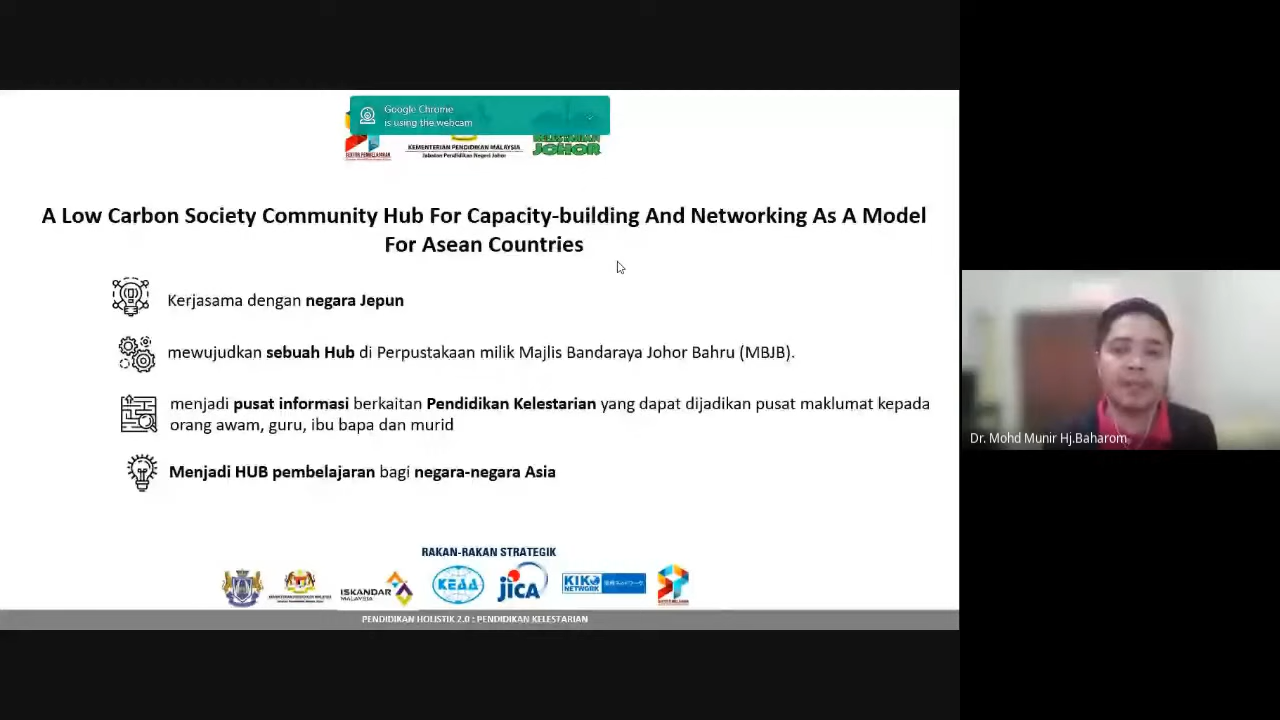 Google Chrome
is using the webcam
KEMENTERIAN PENDIDIKAN MALAYSIA
Jabatan Pendidikan Negeri Johor
JOHOR
A Low Carbon Society Community Hub For Capacity-building And Networking As A Model
For Asean Countries
Kerjasama dengan negara Jepun
mewujudkan sebuah Hub di Perpustakaan milik Majlis Bandaraya Johor Bahru (MBJB).
menjadi pusat informasi berkaitan Pendidikan Kelestarian yang dapat dijadikan pusat maklumat kepada
orang awam, guru, ibu bapa dan murid
Menjadi HUB pembelajaran bagi negara-negara Asia
Dr. Mohd Munir Hj.Baharom
RAKAN-RAKAN STRATEGIK
ISKANDAR
MALAYSIA
KEAA
JICA
KIKO
NETWORK
PENDIDIKAN HOLISTIK 2.0 : PENDIDIKAN KELESTARIAN